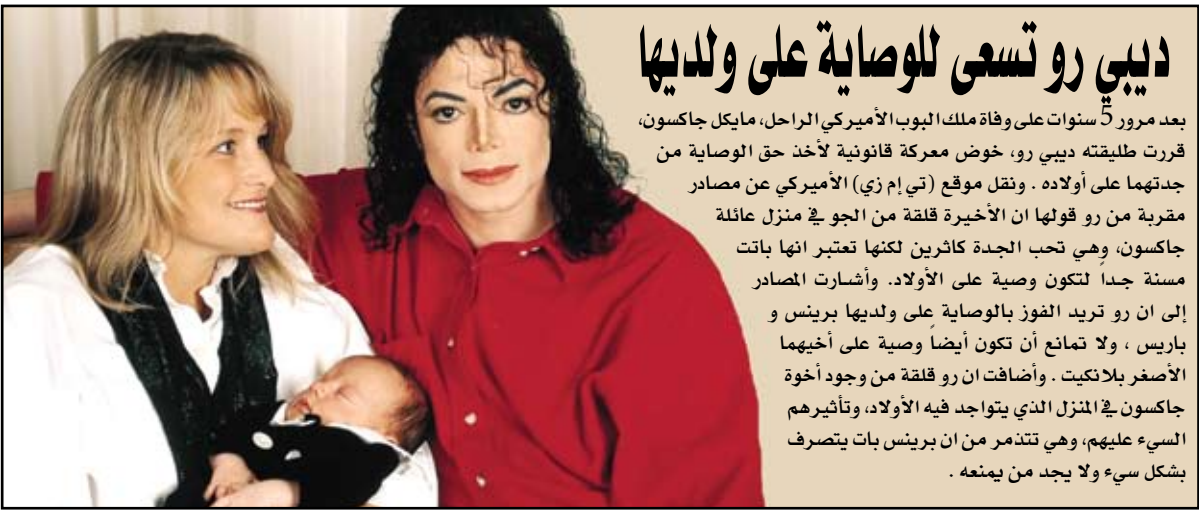 ديبي رو تسعى للوصاية على ولديها
بعد مرور 5 سنوات على وفاة ملك البوب الأميركي الراحل، مايكل جاكسون،
قررت طليقته ديبي رو، خوض معركة قانونية لأخذ حق الوصاية من
جدتهما على أولاده . ونقل موقع (تي إم زي) الأميركي عن مصادر
مقربة من رو قولها ان الأخيرة قلقة من الجو في منزل عائلة
جاكسون، وهي تحب الجدة كاثرين لكنها تعتبر انها باتت
مسنة جداً لتكون وصية على الأولاد. وأشارت المصادر
إلى ان رو تريد الفوز بالوصاية على ولديها برينس و
باريس ، ولا تمانع أن تكون أيضاً وصية على أخيهما
الأصغر بلانكيت . وأضافت ان رو قلقة من وجود أخوة
جاكسون في المنزل الذي يتواجد فيه الأولاد، وتأثيرهم
السيء عليهم، وهي تتذمر من ان برينس بات يتصرف
بشكل سيء ولا يجد من يمنعه .